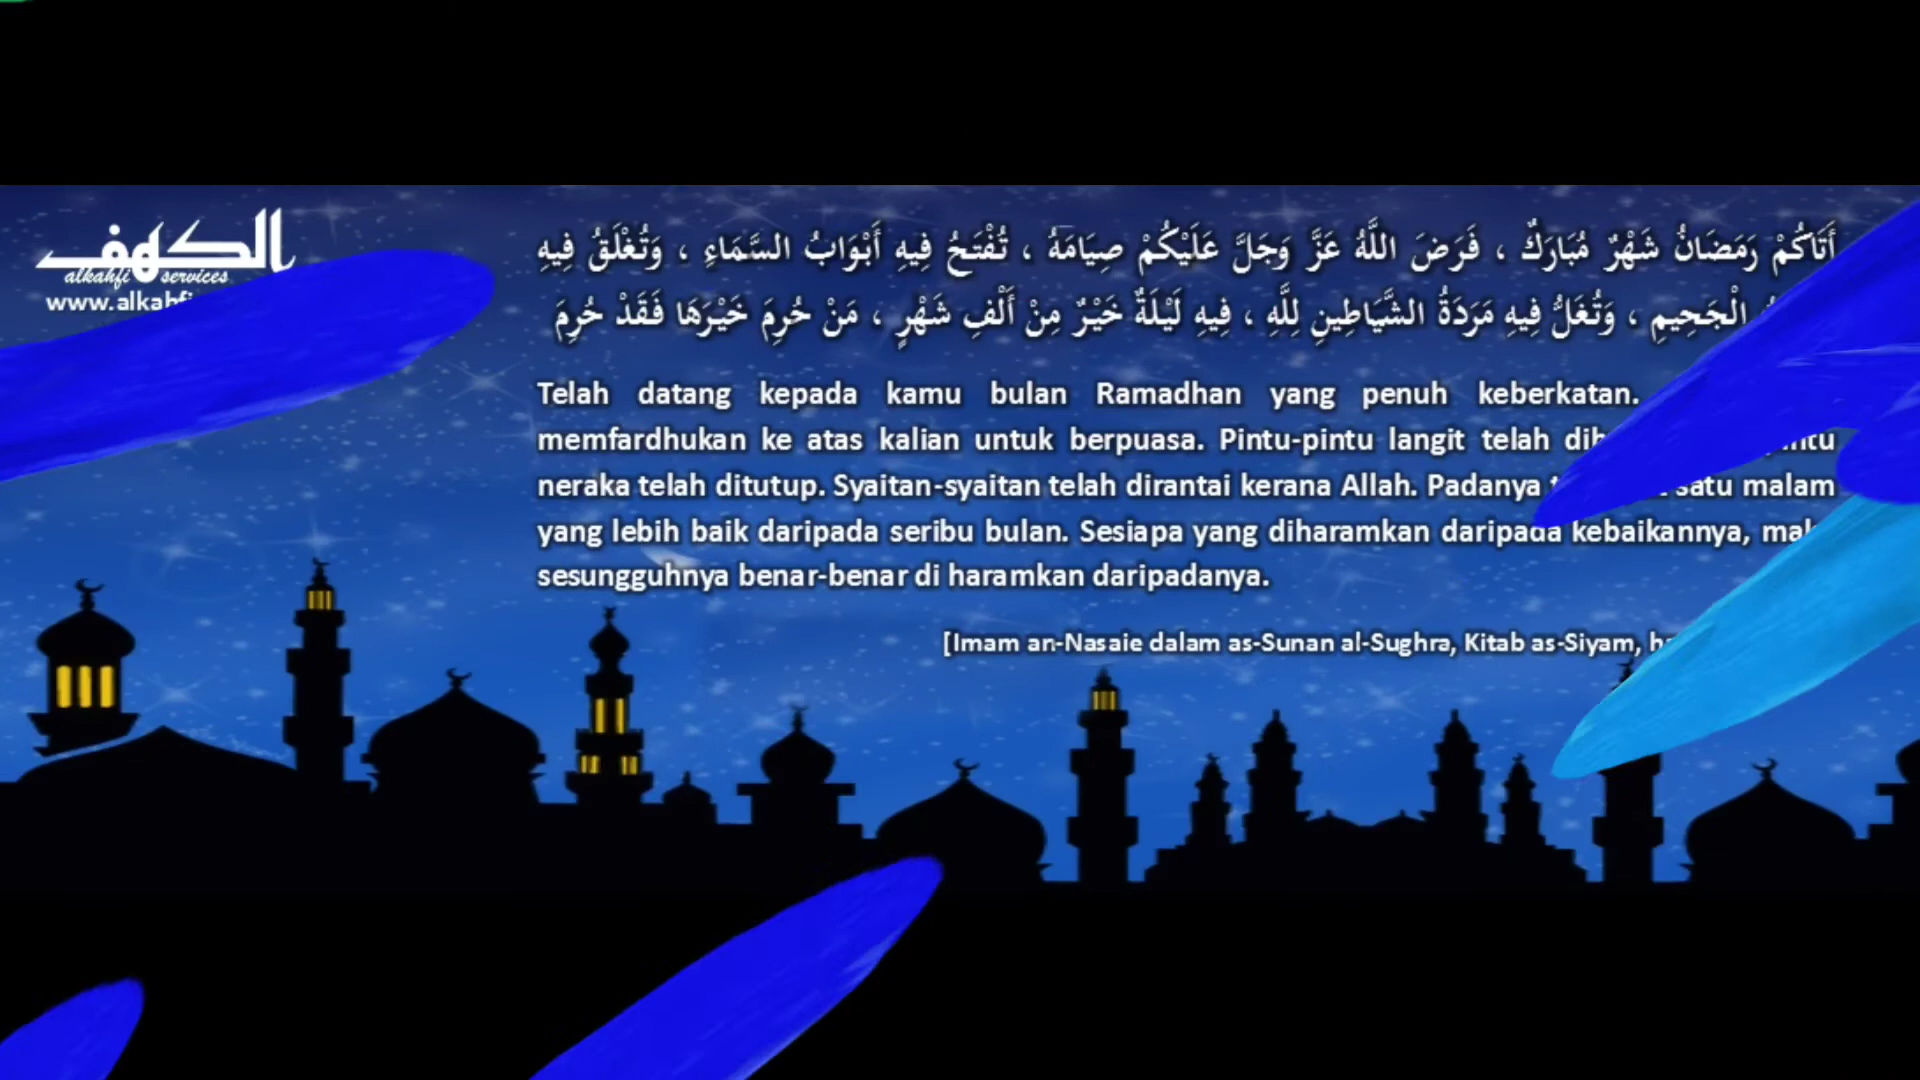 الكهف
alkahfi services
www.alkahfi
أَتَاكُمْ رَمَضَانُ شَهْرٌ مُبَارَكٌ ، فَرَضَ اللَّهُ عَزَّ وَجَلَّ عَلَيْكُمْ صِيَامَهُ ، تُفْتَحُ فِيهِ أَبْوَابُ السَّمَاءِ ، وَتُغْلَقُ فِيهِ
الْجَحِيمِ ، وَتُغَلُّ فِيهِ مَرَدَةُ الشَّيَاطِينِ لِلَّهِ ، فِيهِ لَيْلَةٌ خَيْرٌ مِنْ أَلْفِ شَهْرٍ ، مَنْ حُرِمَ خَيْرَهَا فَقَدْ حُرِمَ
Telah datang kepada kamu bulan Ramadhan yang penuh keberkatan.
memfardhukan ke atas kalian untuk berpuasa. Pintu-pintu langit telah
neraka telah ditutup. Syaitan-syaitan telah dirantai kerana Allah. Padanya satu malam
yang lebih baik daripada seribu bulan. Sesiapa yang diharamkan daripada kebaikannya,
sesungguhnya benar-benar di haramkan daripadanya.
[Imam an-Nasaie dalam as-Sunan al-Sughra, Kitab as-Siyam,